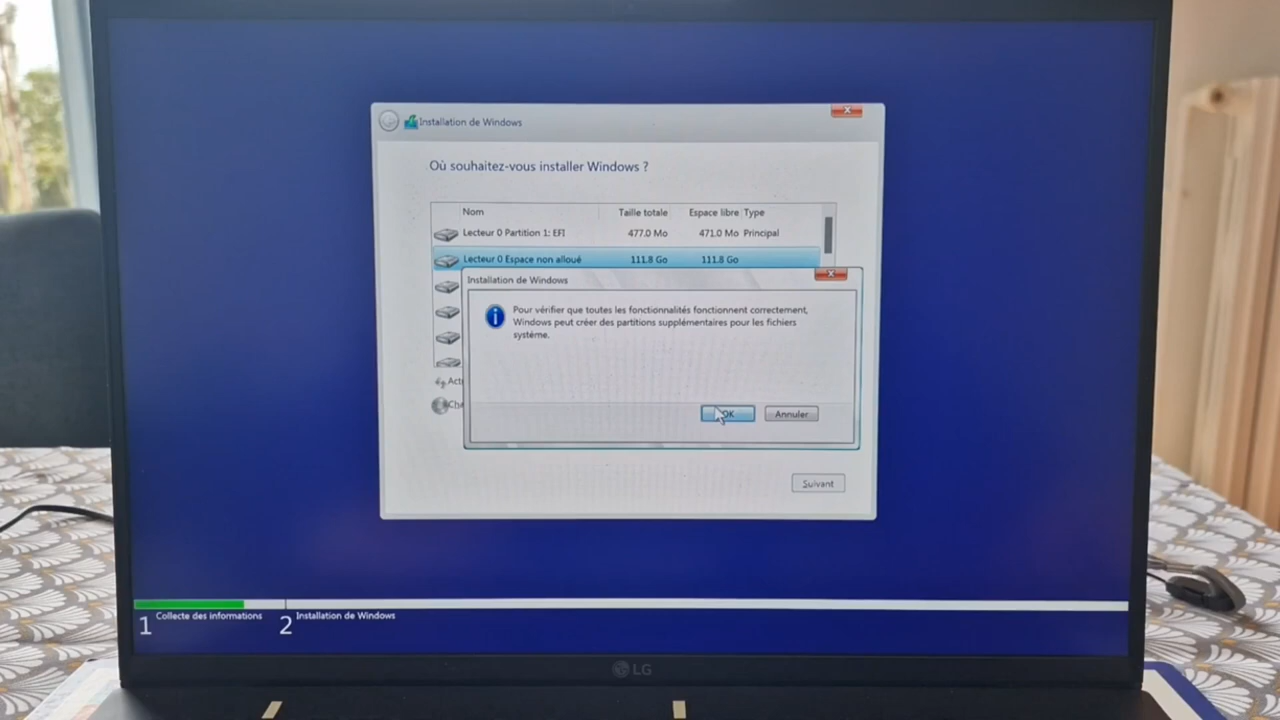 Installation de Windows
Où souhaitez-vous installer Windows ?
Nom Taille totale Espace libre Type
Lecteur 0 Partition 1: EFI 477.0 Mo 471.0 Mo Principal
Lecteur 0 Espace non alloué 111.8 Go 111.8 Go
Installation de Windows
Pour vérifier que toutes les fonctionnalités fonctionnent correctement,
Windows peut créer des partitions supplémentaires pour les fichiers
système.
OK Annuler
Suivant
1 Collecte des informations 2 Installation de Windows
LG